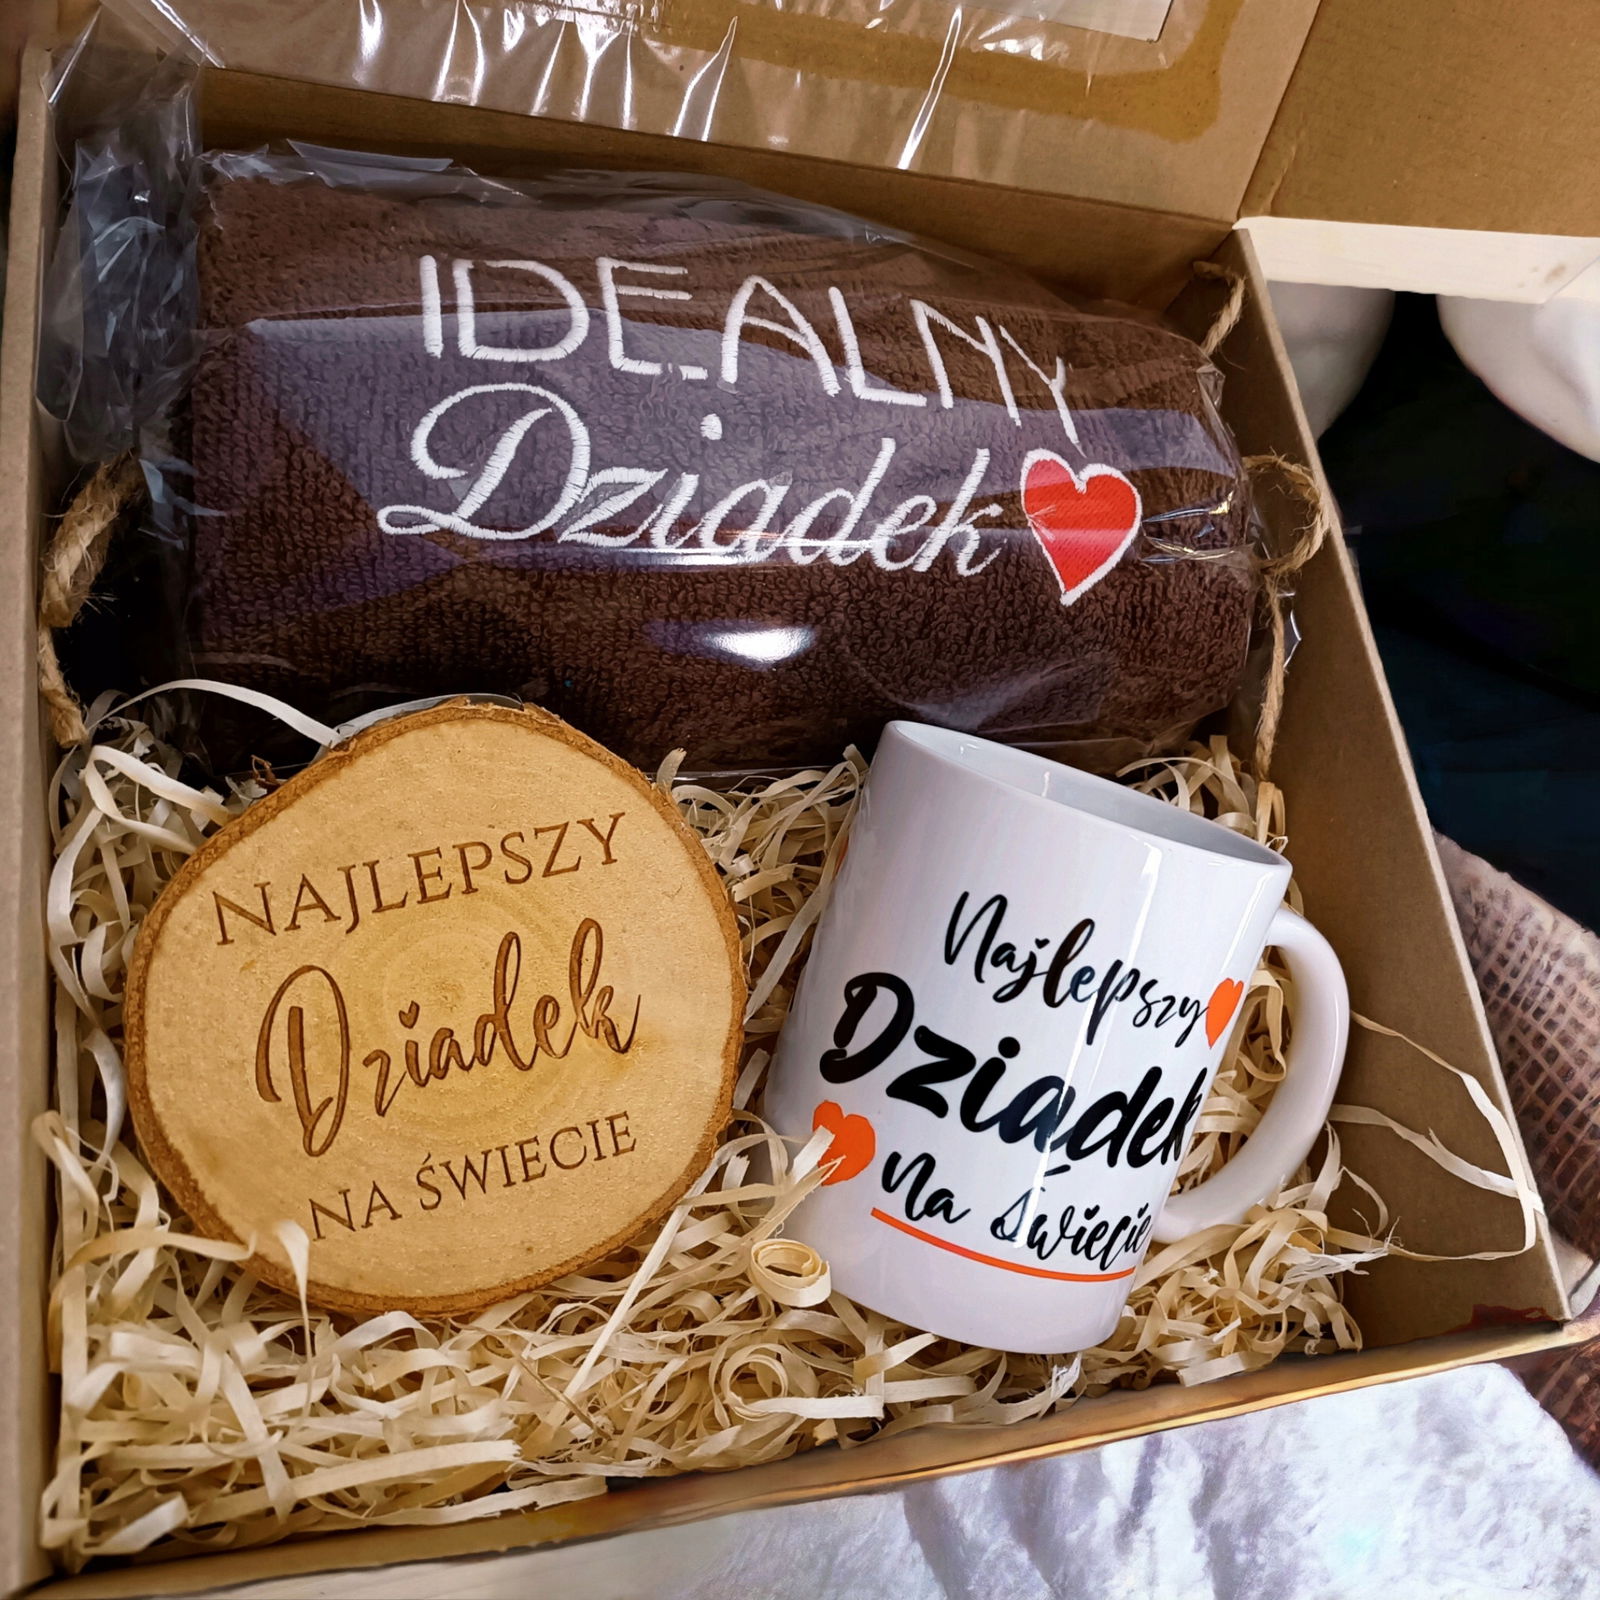 IDEALNY
Dziadek
NAJLEPSZY
Dziadek
NA ŚWIECIE
Najlepszy
Dziadek
Na świecie